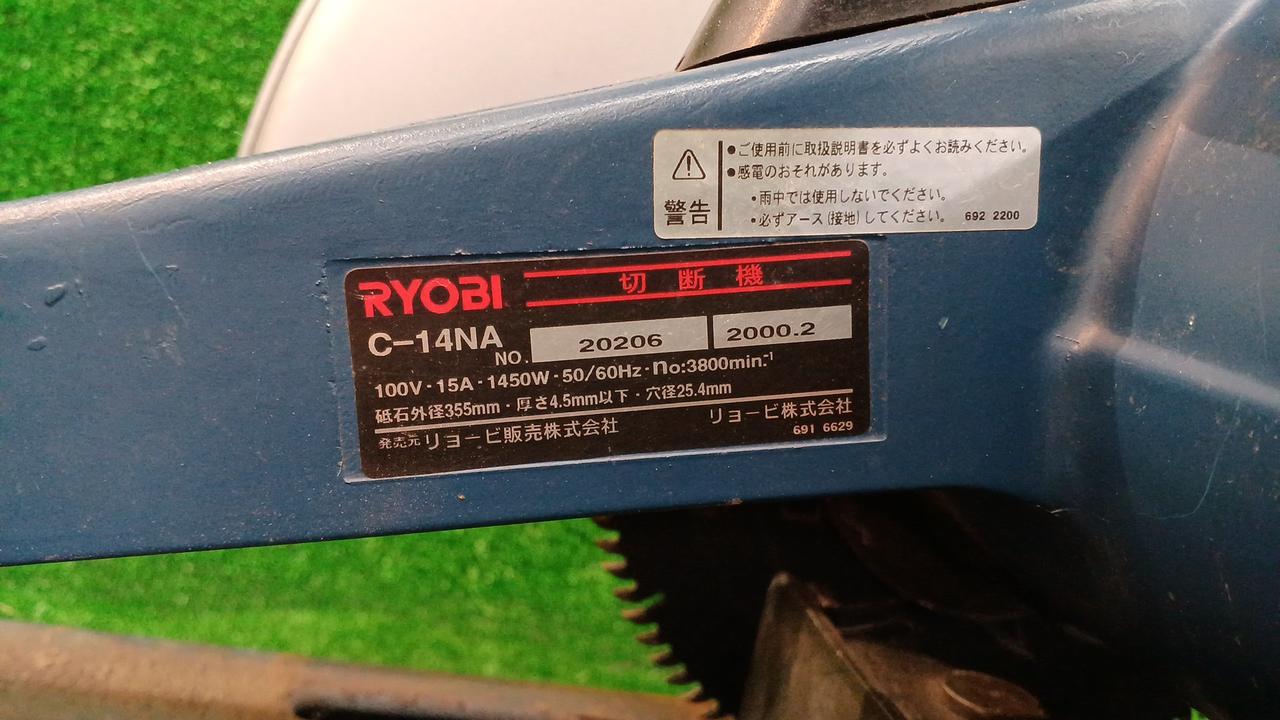 警告
●ご使用前に取扱説明書を必ずよくお読みください。
●感電のおそれがあります。
・雨中では使用しないでください。
・必ずアース(接地)してください。 692 2200
RYOBI 切断機
C-14NA NO. 20206 2000.2
100V・15A・1450W・50/60Hz・no:3800min.-1
砥石外径355mm・厚さ4.5mm以下・穴径25.4mm
発売元リョービ販売株式会社 リョービ株式会社
691 6629